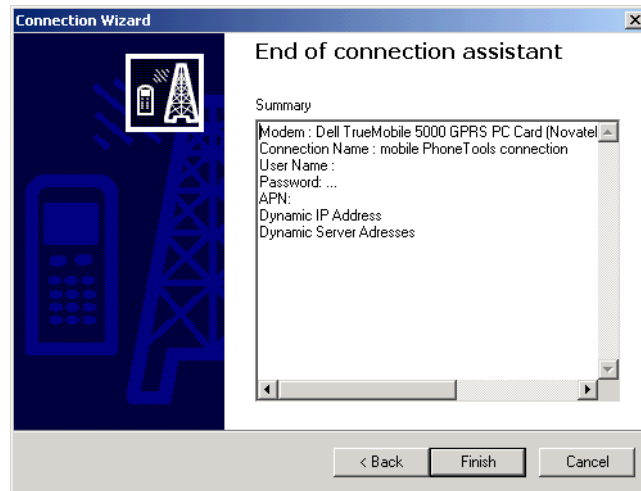 Connection Wizard
End of connection assistant
Summary
Modem : Dell TrueMobile 5000 GPRS PC Card (Novatel
Connection Name : mobile PhoneTools connection
User Name :
Password: ...
APN:
Dynamic IP Address
Dynamic Server Adresses
< Back Finish Cancel